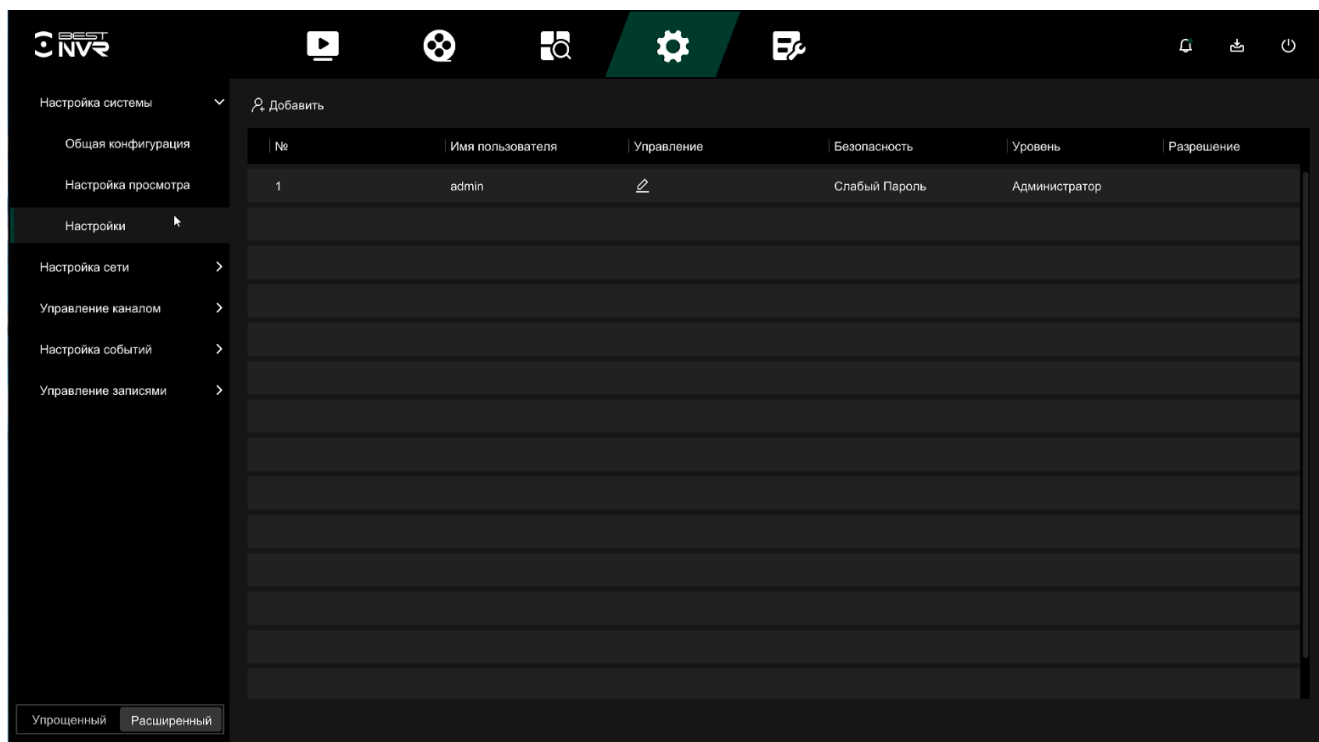 BEST
NVR
Настройка системы
Добавить
Общая конфигурация
№ Имя пользователя Управление Безопасность Уровень Разрешение
Настройка просмотра
1 admin Слабый Пароль Администратор
Настройки
Настройка сети
Управление каналом
Настройка событий
Управление записями
Упрощенный Расширенный